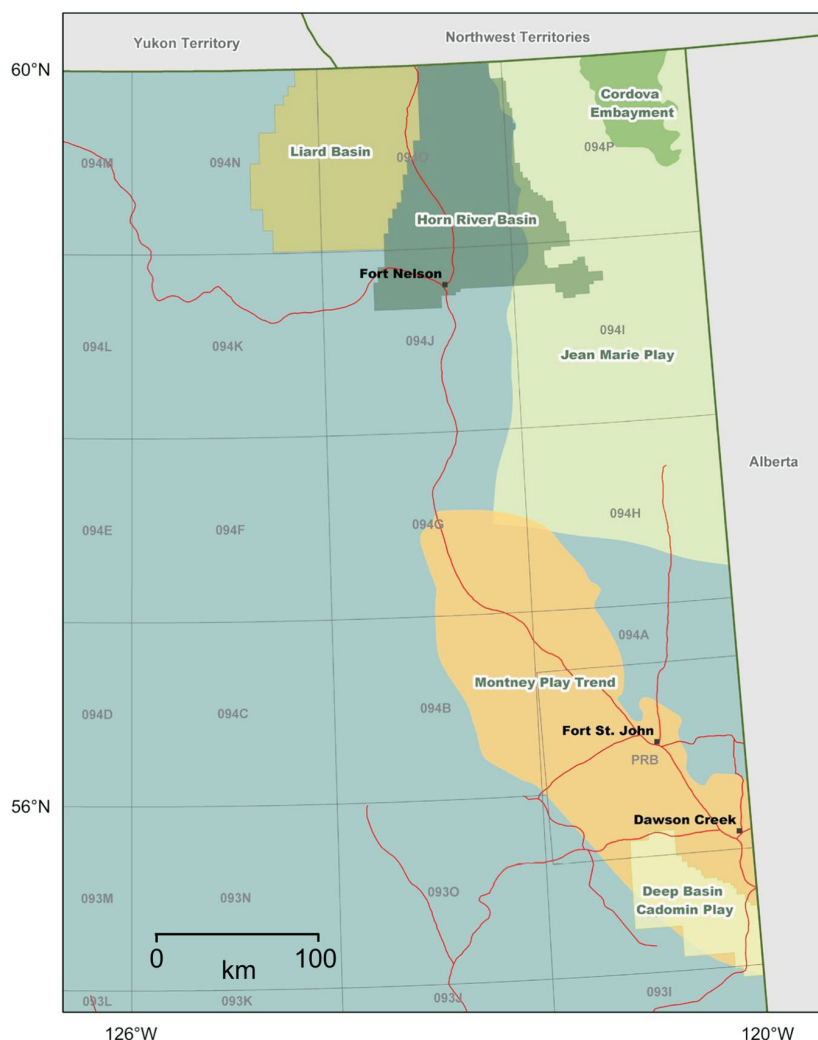 Yukon Territory
Northwest Territories
60°N
Cordova
Embayment
Liard Basin
094M
094N
094O
094P
Horn River Basin
Fort Nelson
094L
094K
094J
094I
Jean Marie Play
Alberta
094E
094F
094G
094H
094A
Montney Play Trend
094D
094C
094B
Fort St. John
PRB
56°N
Dawson Creek
093M
093N
093O
Deep Basin
Cadomin Play
0
100
km
093L
093K
093J
093I
126°W
120°W